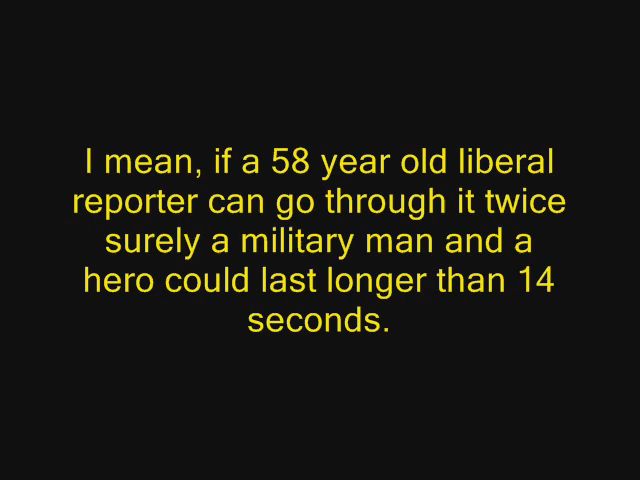 I mean, if a 58 year old liberal
reporter can go through it twice
surely a military man and a
hero could last longer than 14
seconds.